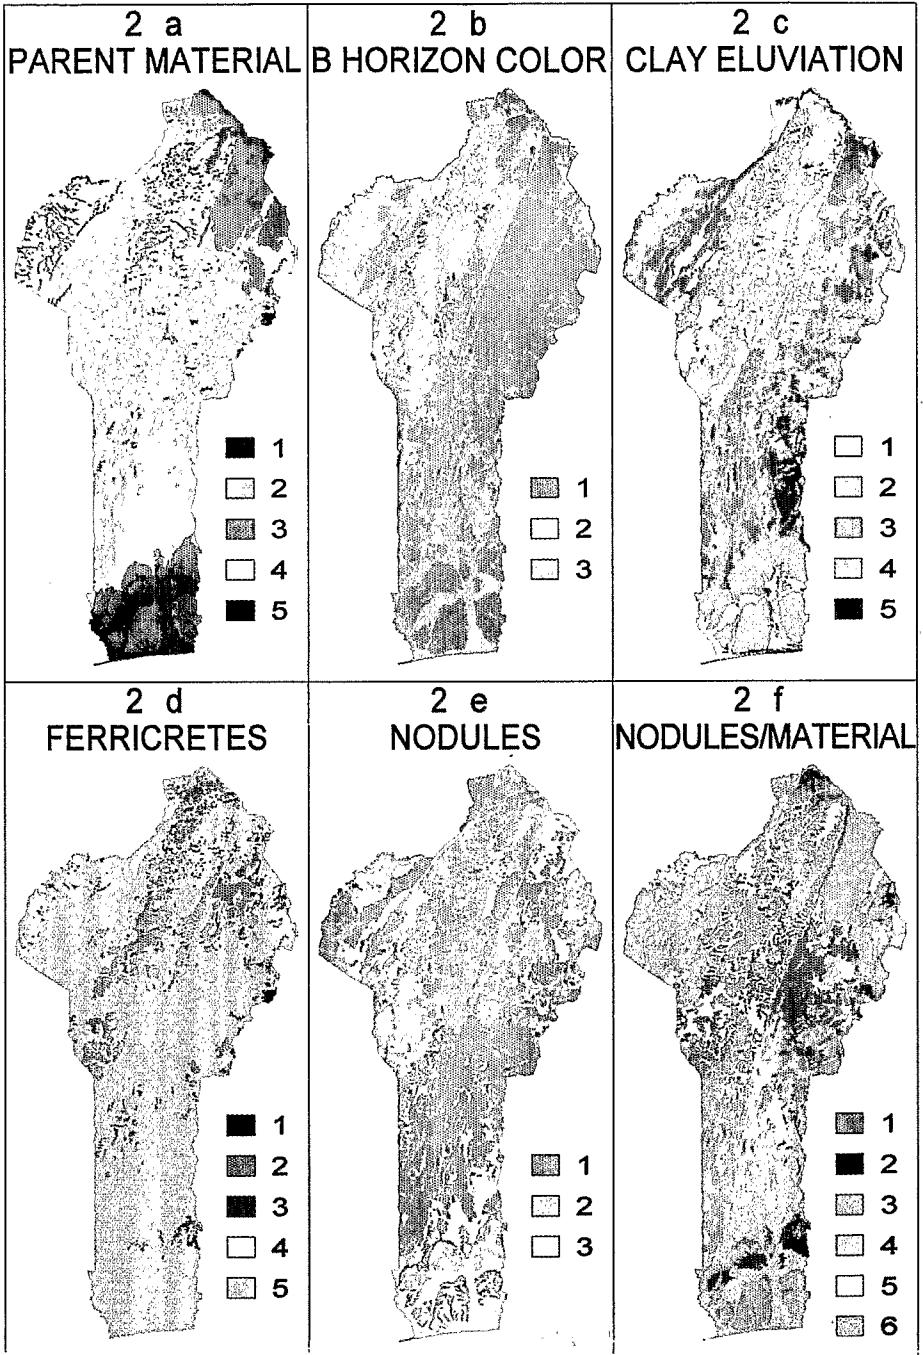 2 a
PARENT MATERIAL
1
2
3
4
5
2 b
B HORIZON COLOR
1
2
3
2 c
CLAY ELUVIATION
1
2
3
4
5
2 d
FERRICRETES
1
2
3
4
5
2 e
NODULES
1
2
3
2 f
NODULES/MATERIAL
1
2
3
4
5
6